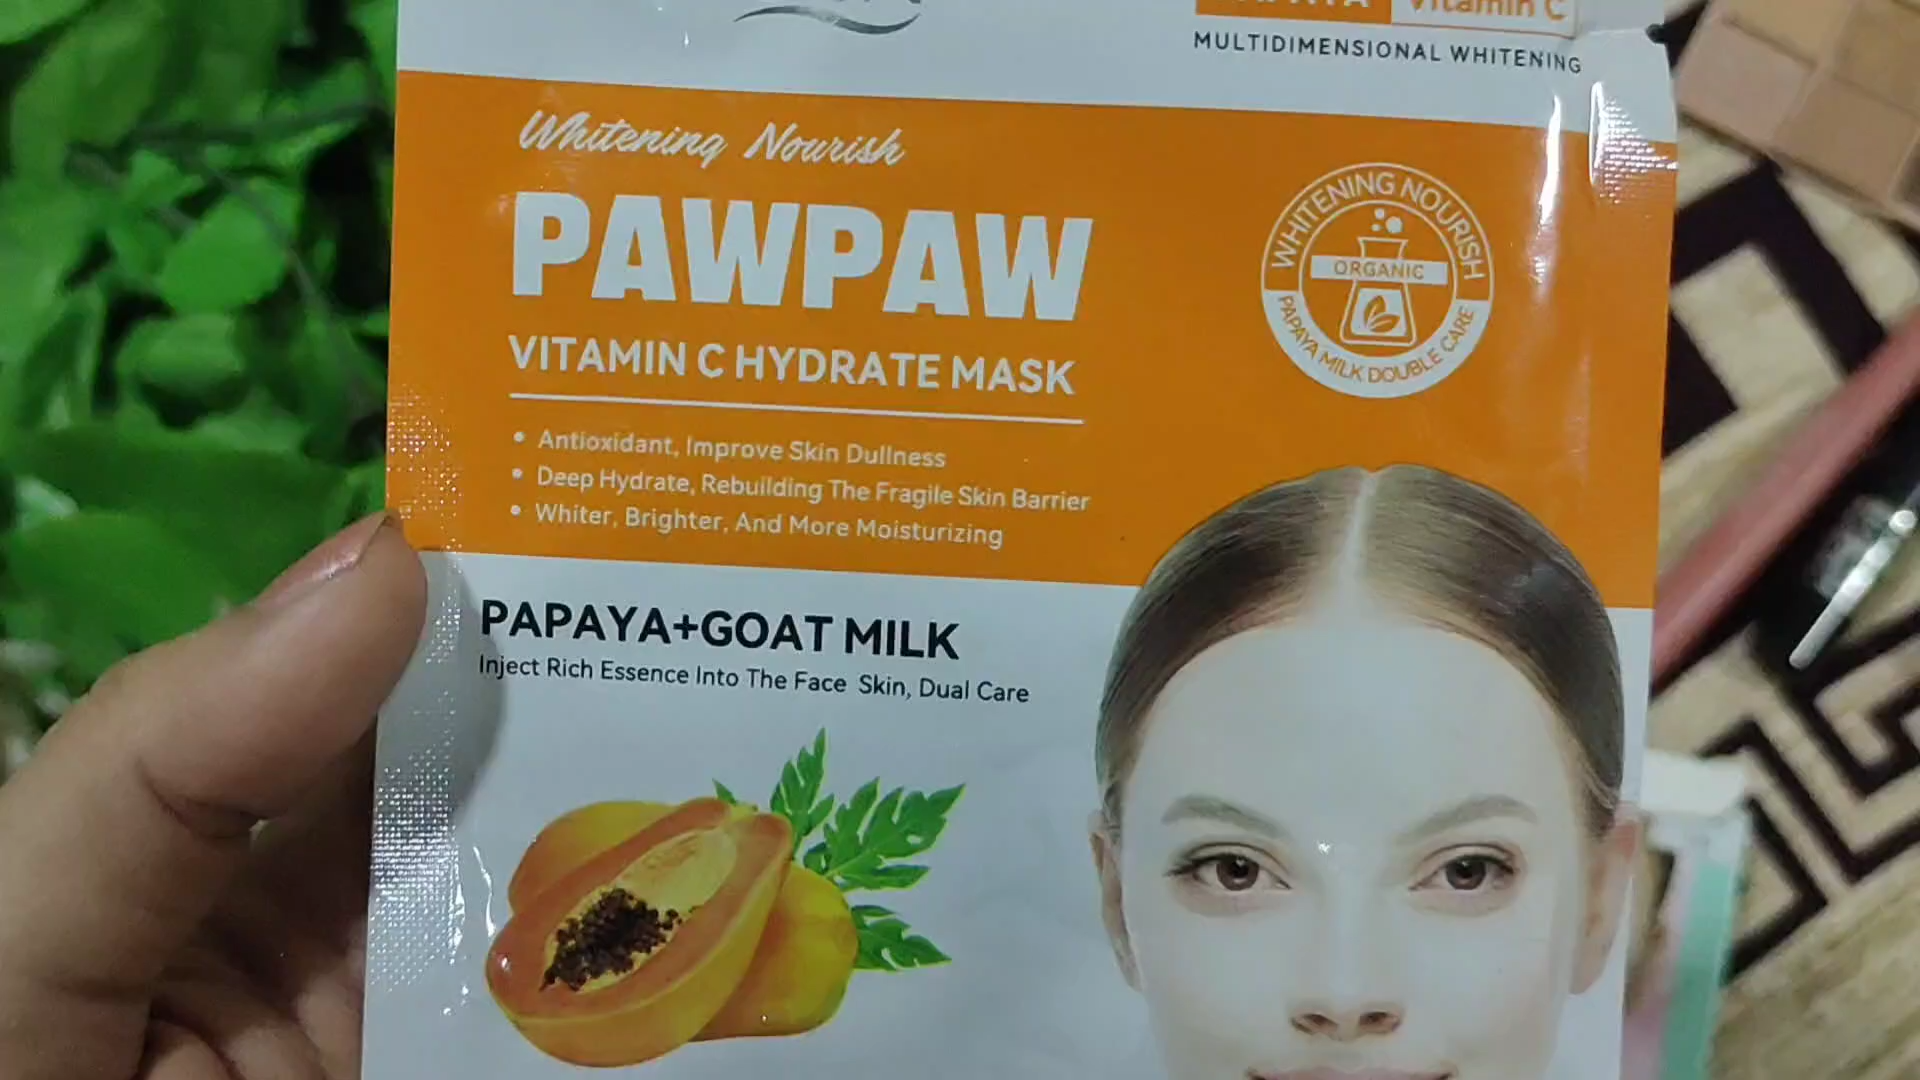 Vitamin C
MULTIDIMENSIONAL WHITENING
Whitening Nourish
PAWPAW
VITAMIN C HYDRATE MASK
• Antioxidant, Improve Skin Dullness
• Deep Hydrate, Rebuilding The Fragile Skin Barrier
• Whiter, Brighter, And More Moisturizing
WHITENING NOURISH
ORGANIC
PAPAYA MILK DOUBLE CARE
PAPAYA+GOAT MILK
Inject Rich Essence Into The Face Skin, Dual Care